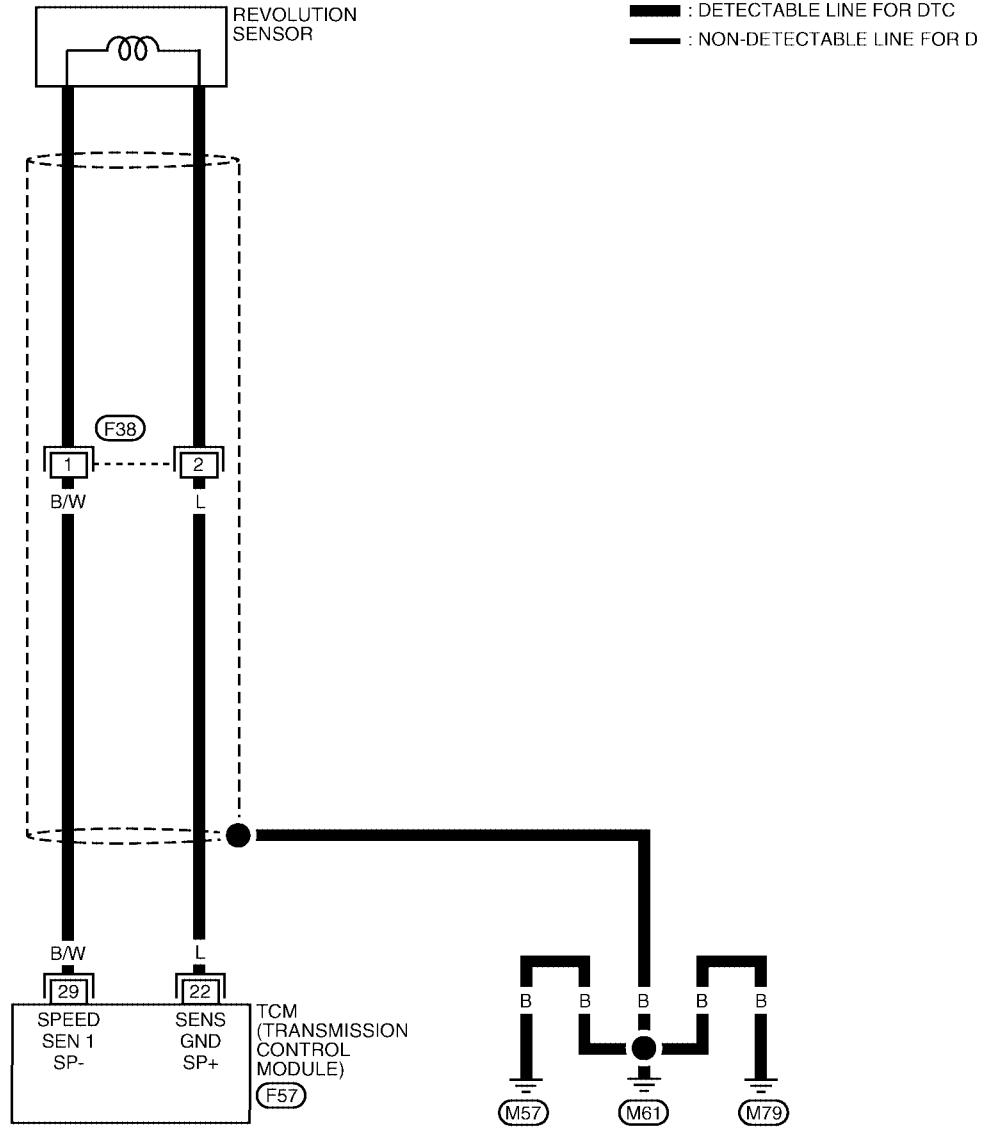 REVOLUTION
SENSOR
: DETECTABLE LINE FOR DTC
: NON-DETECTABLE LINE FOR D
F38
1
2
B/W
L
B/W
L
29
22
SPEED
SEN 1
SP-
SENS
GND
SP+
TCM
(TRANSMISSION
CONTROL
MODULE)
F57
B
B
B
B
B
M57
M61
M79